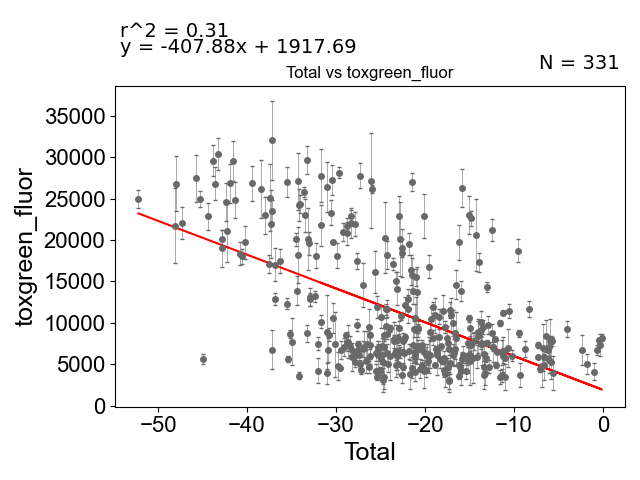 r^2 = 0.31
y = -407.88x + 1917.69
N = 331
Total vs toxgreen_fluor
35000
30000
25000
20000
15000
10000
5000
0
toxgreen_fluor
−50
−40
−30
−20
−10
0
Total